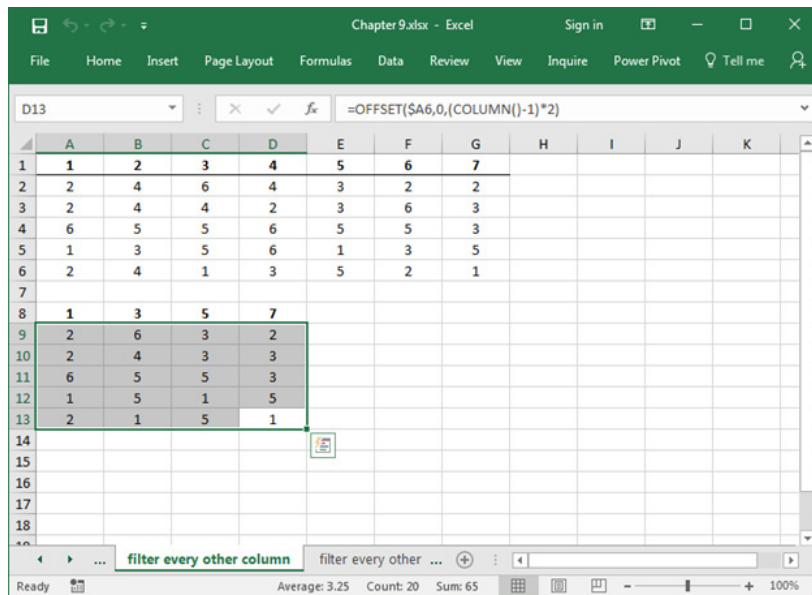 Chapter 9.xlsx - Excel Sign in
File Home Insert Page Layout Formulas Data Review View Inquire Power Pivot Tell me
D13 fx =OFFSET($A6,0,(COLUMN()-1)*2)
A B C D E F G H I J K
1 1 2 3 4 5 6 7
2 2 4 6 4 3 2 2
3 2 4 4 2 3 6 3
4 6 5 5 6 5 5 3
5 1 3 5 6 1 3 5
6 2 4 1 3 5 2 1
7
8 1 3 5 7
9 2 6 3 2
10 2 4 3 3
11 6 5 5 3
12 1 5 1 5
13 2 1 5 1
14
15
16
17
18
... filter every other column filter every other ...
Ready Average: 3.25 Count: 20 Sum: 65 100%